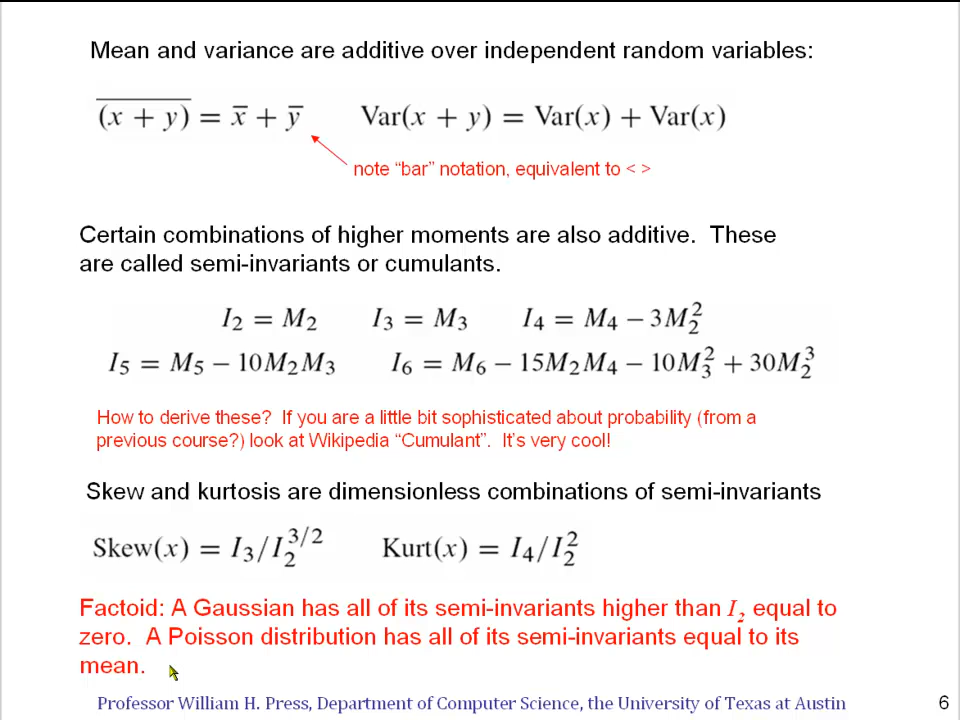 Mean and variance are additive over independent random variables:
(x + y)‾ = x̄ + ȳ    Var(x + y) = Var(x) + Var(x)
note “bar” notation, equivalent to < >
Certain combinations of higher moments are also additive. These
are called semi-invariants or cumulants.
I₂ = M₂    I₃ = M₃    I₄ = M₄ − 3M₂²
I₅ = M₅ − 10M₂M₃    I₆ = M₆ − 15M₂M₄ − 10M₃² + 30M₂³
How to derive these? If you are a little bit sophisticated about probability (from a
previous course?) look at Wikipedia “Cumulant”. It’s very cool!
Skew and kurtosis are dimensionless combinations of semi-invariants
Skew(x) = I₃/I₂^{3/2}    Kurt(x) = I₄/I₂²
Factoid: A Gaussian has all of its semi-invariants higher than I₂ equal to
zero. A Poisson distribution has all of its semi-invariants equal to its
mean.
Professor William H. Press, Department of Computer Science, the University of Texas at Austin
6